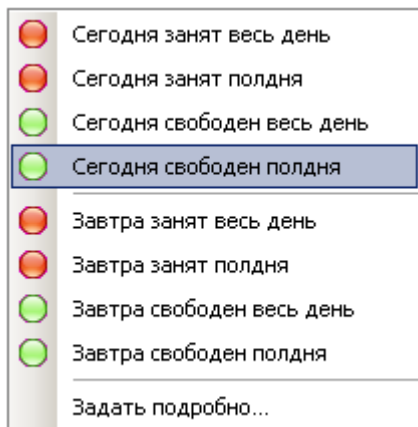 Сегодня занят весь день
Сегодня занят полдня
Сегодня свободен весь день
Сегодня свободен полдня
Завтра занят весь день
Завтра занят полдня
Завтра свободен весь день
Завтра свободен полдня
Задать подробно...